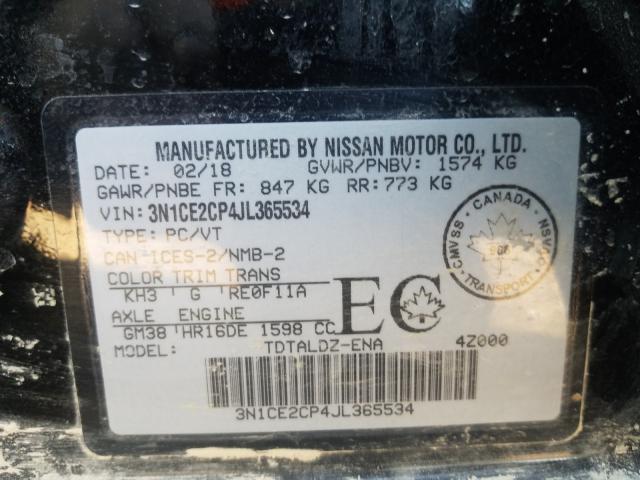 MANUFACTURED BY NISSAN MOTOR CO., LTD.
DATE: 02/18 GVWR/PNBV: 1574 KG
GAWR/PNBE FR: 847 KG RR: 773 KG
VIN: 3N1CE2CP4JL365534
TYPE: PC/VT
CAN ICES-2/NMB-2
COLOR TRIM TRANS
KH3 G RE0F11A
AXLE ENGINE
GM38 HR16DE 1598 CC
MODEL: TDTALDZ-ENA 4Z000
EC
CANADA
CMVSS NSVAC
TRANSPORT
3N1CE2CP4JL365534